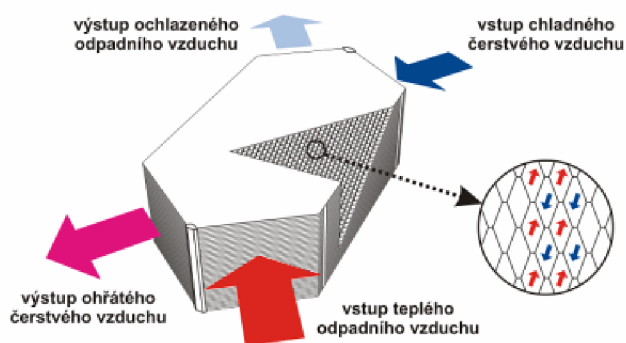 výstup ochlazeného
odpadního vzduchu
vstup chladného
čerstvého vzduchu
výstup ohřátého
čerstvého vzduchu
vstup teplého
odpadního vzduchu